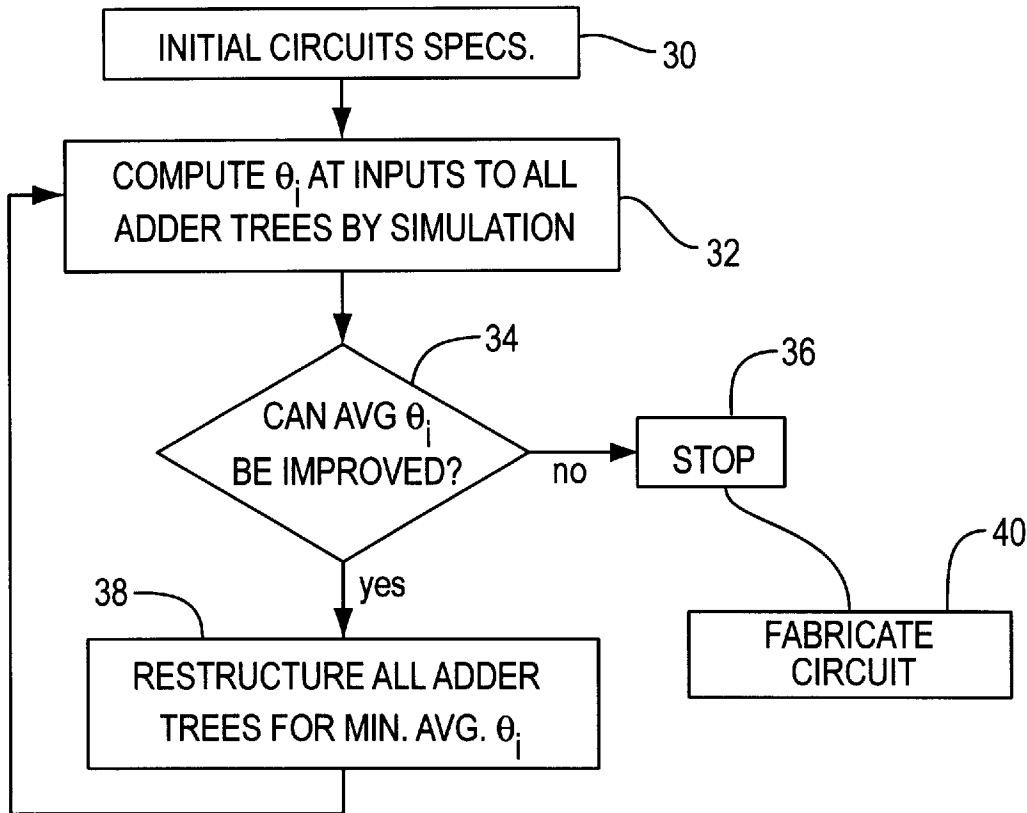 INITIAL CIRCUITS SPECS.
30
COMPUTE θi AT INPUTS TO ALL
ADDER TREES BY SIMULATION
32
34
CAN AVG θi
BE IMPROVED?
no
36
STOP
yes
40
FABRICATE
CIRCUIT
38
RESTRUCTURE ALL ADDER
TREES FOR MIN. AVG. θi